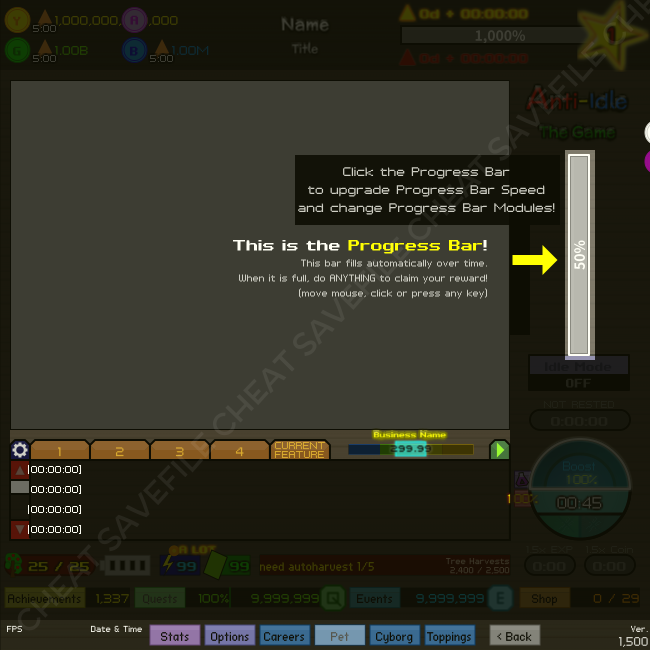 Y 1,000,000, A ,000
5:00
G 1.00B B 1.00M
5:00 5:00
Name
Title
0d + 00:00:00
1,000%
0d + 00:00:00
1
Anti-Idle
The Game
Click the Progress Bar
to upgrade Progress Bar Speed
and change Progress Bar Modules!
This is the Progress Bar!
This bar fills automatically over time.
When it is full, do ANYTHING to claim your reward!
(move mouse, click or press any key)
50%
Idle Mode
OFF
NOT RESTED
0:00:00
Business Name
1 2 3 4 CURRENT FEATURE 299.99
[00:00:00]
[00:00:00]
[00:00:00]
[00:00:00]
Boost
100%
00:45
100%
@A LOT
25 / 25 99 99 need autoharvest 1/5
Tree Harvests
2,400 / 2,500
0:00 0:00
Achievements 1,337 Quests 100% 9,999,999 Q Events 9,999,999 E Shop 0 / 29
FPS Date & Time Stats Options Careers Pet Cyborg Toppings < Back Ver.
1,500
CHEAT SAVEFILE CHEAT SAVEFILE CHEAT SAVEFILE CHE